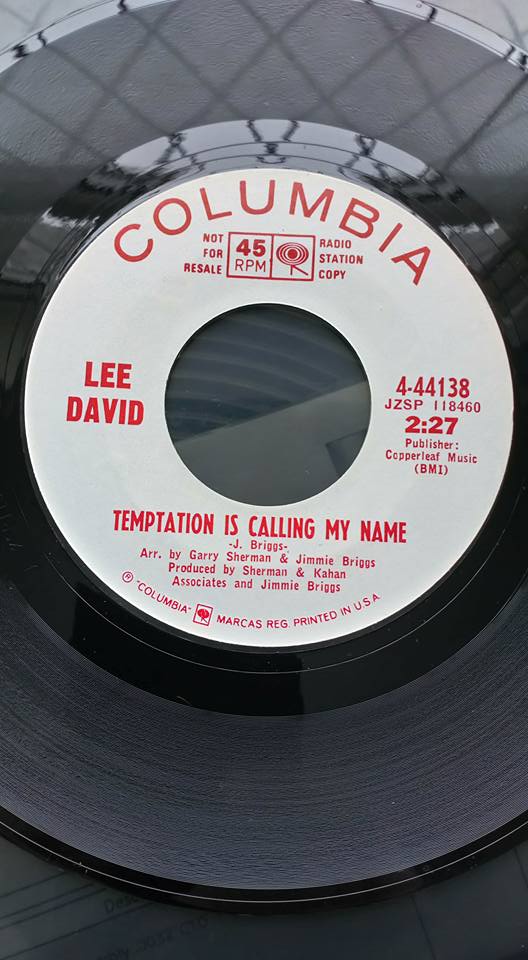 COLUMBIA
NOT
FOR
RESALE
45
RPM
RADIO
STATION
COPY
LEE
DAVID
4-44138
JZSP 118460
2:27
Publisher:
Copperleaf Music
(BMI)
TEMPTATION IS CALLING MY NAME
-J. Briggs-
Arr. by Garry Sherman & Jimmie Briggs
Produced by Sherman & Kahan
Associates and Jimmie Briggs
® "COLUMBIA" MARCAS REG. PRINTED IN U.S.A.